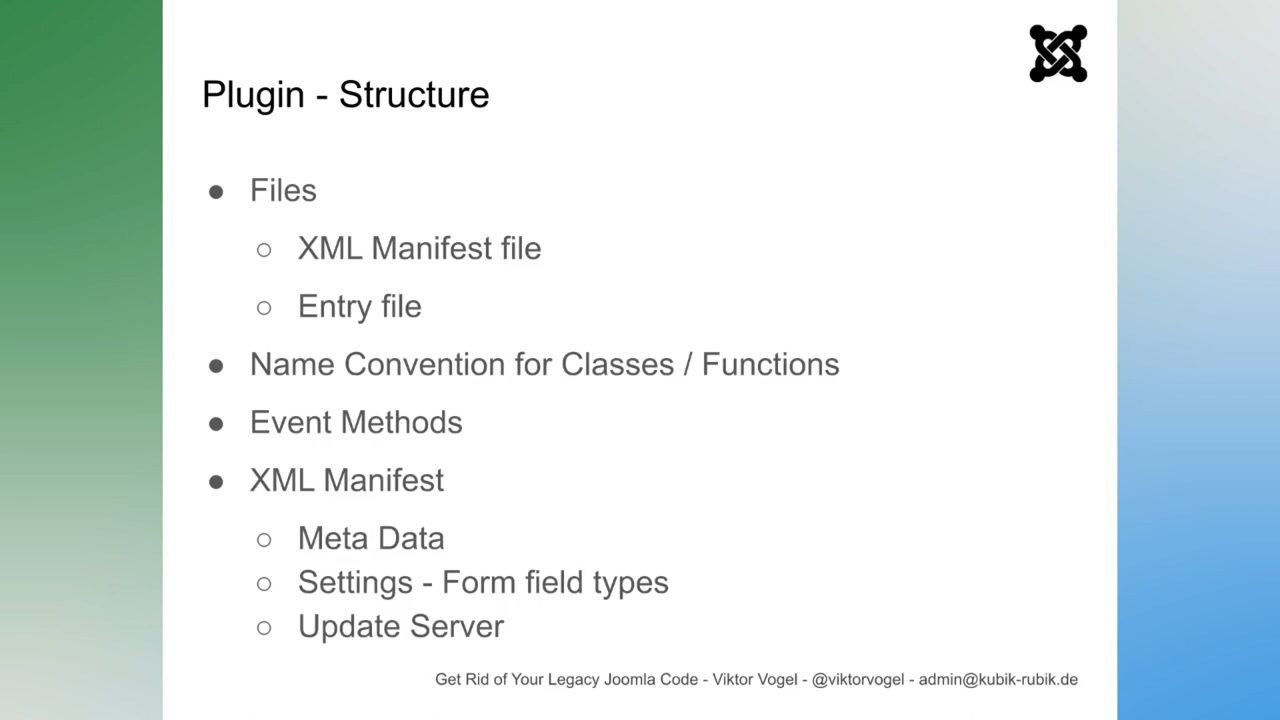 Plugin - Structure
● Files
○ XML Manifest file
○ Entry file
● Name Convention for Classes / Functions
● Event Methods
● XML Manifest
○ Meta Data
○ Settings - Form field types
○ Update Server
Get Rid of Your Legacy Joomla Code - Viktor Vogel - @viktorvogel - admin@kubik-rubik.de